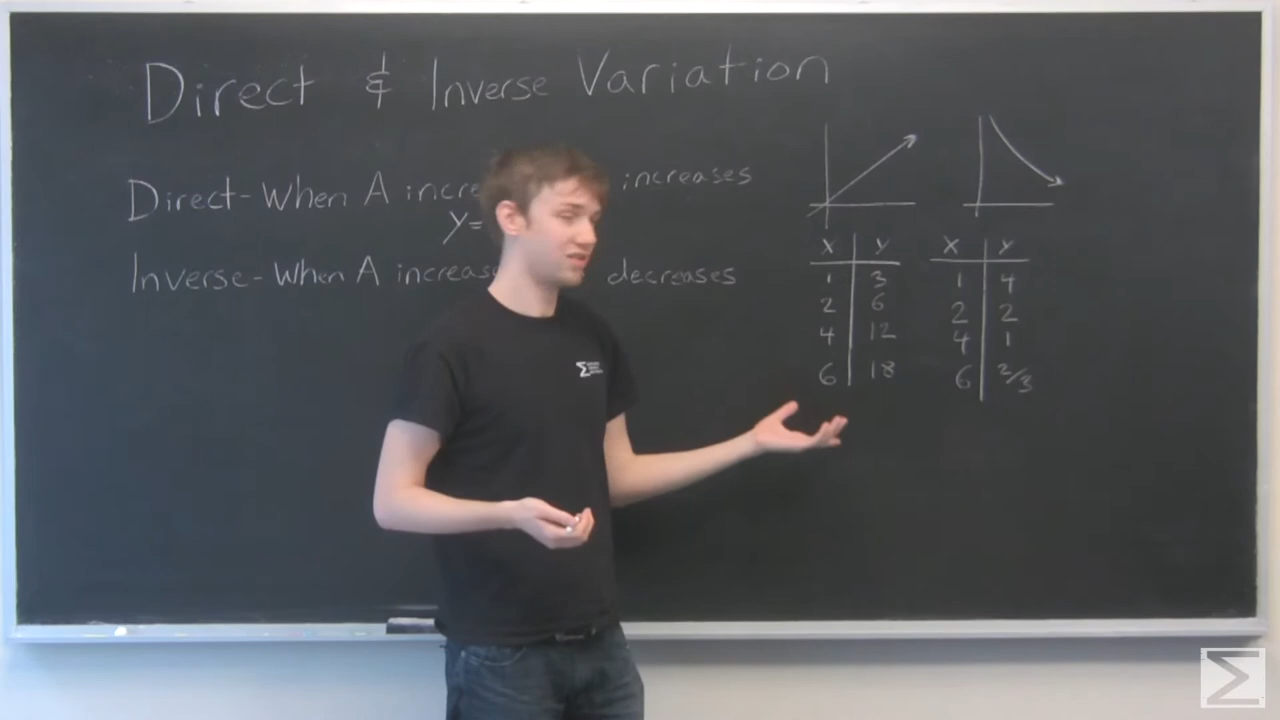 Direct & Inverse Variation
Direct - When A incre increases
Y=
Inverse - When A increas decreases
X Y
1 3
2 6
4 12
6 18
X Y
1 4
2 2
4 1
6 2/3
Σ
Σ